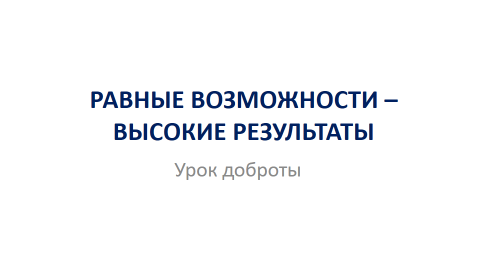 РАВНЫЕ ВОЗМОЖНОСТИ –
ВЫСОКИЕ РЕЗУЛЬТАТЫ
Урок доброты